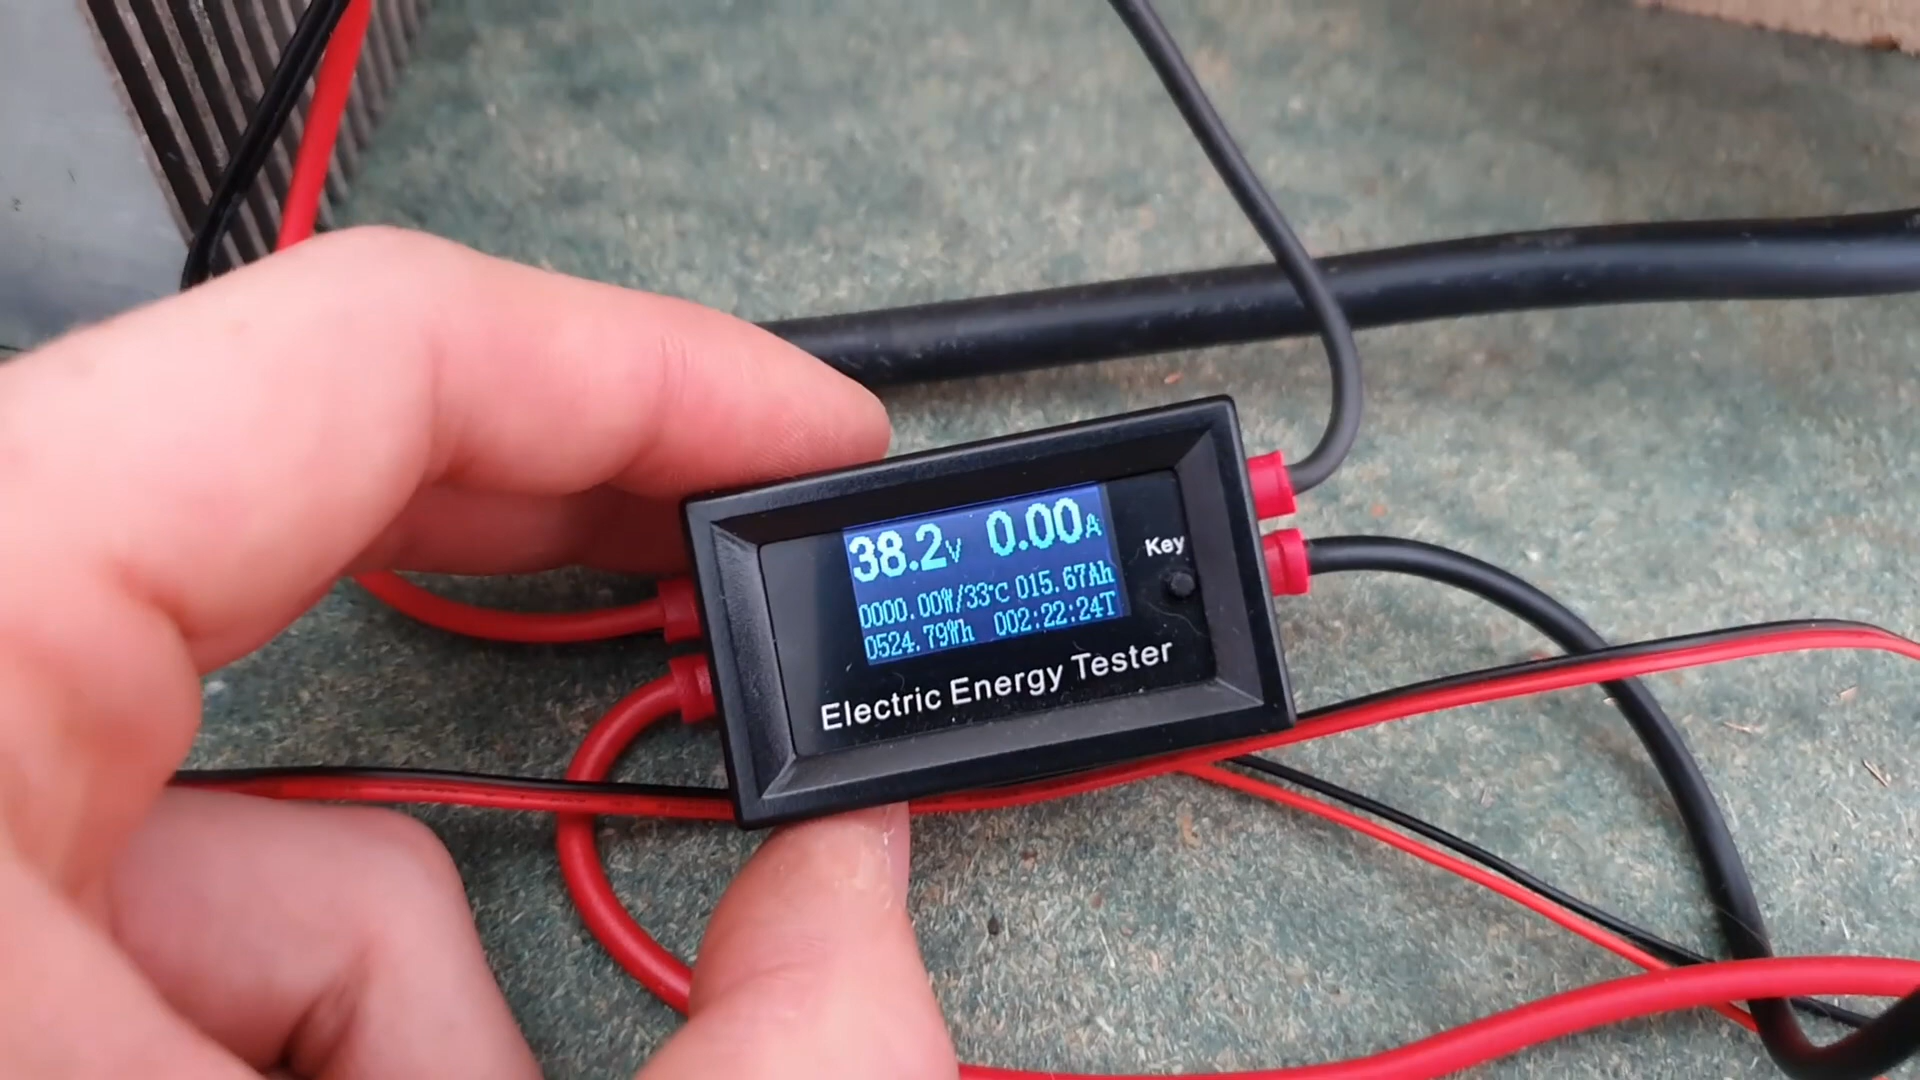 38.2V 0.00A
0000.00W/33°C 015.67Ah
0524.79Wh 002:22:24T
Key
Electric Energy Tester